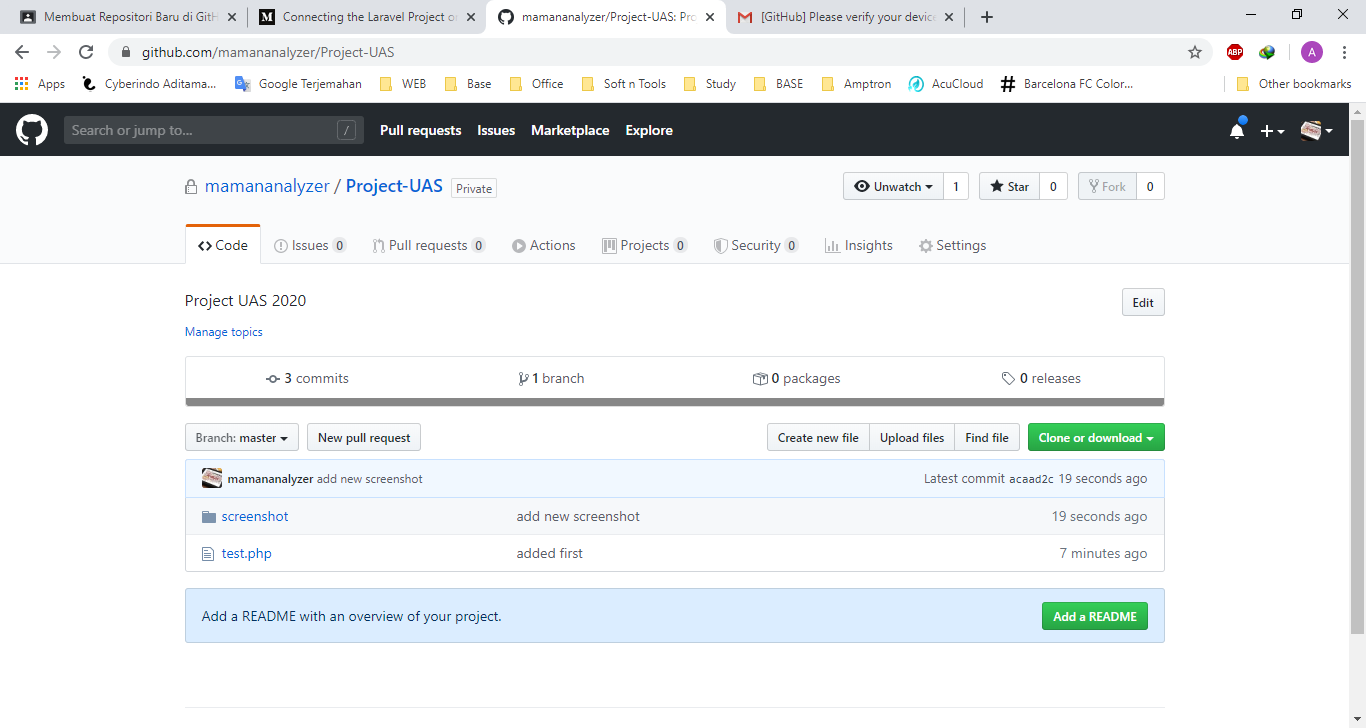 Membuat Repositori Baru di GitH
Connecting the Laravel Project o
mamananalyzer/Project-UAS: Pro
[GitHub] Please verify your device
github.com/mamananalyzer/Project-UAS
ABP
A
Apps
Cyberindo Aditama...
Google Terjemahan
WEB
Base
Office
Soft n Tools
Study
BASE
Amptron
AcuCloud
Barcelona FC Color...
Other bookmarks
Search or jump to...
/
Pull requests
Issues
Marketplace
Explore
mamananalyzer / Project-UAS Private
Unwatch 1
Star 0
Fork 0
Code
Issues 0
Pull requests 0
Actions
Projects 0
Security 0
Insights
Settings
Project UAS 2020
Edit
Manage topics
3 commits
1 branch
0 packages
0 releases
Branch: master
New pull request
Create new file
Upload files
Find file
Clone or download
mamananalyzer add new screenshot
Latest commit acaad2c 19 seconds ago
screenshot
add new screenshot
19 seconds ago
test.php
added first
7 minutes ago
Add a README with an overview of your project.
Add a README